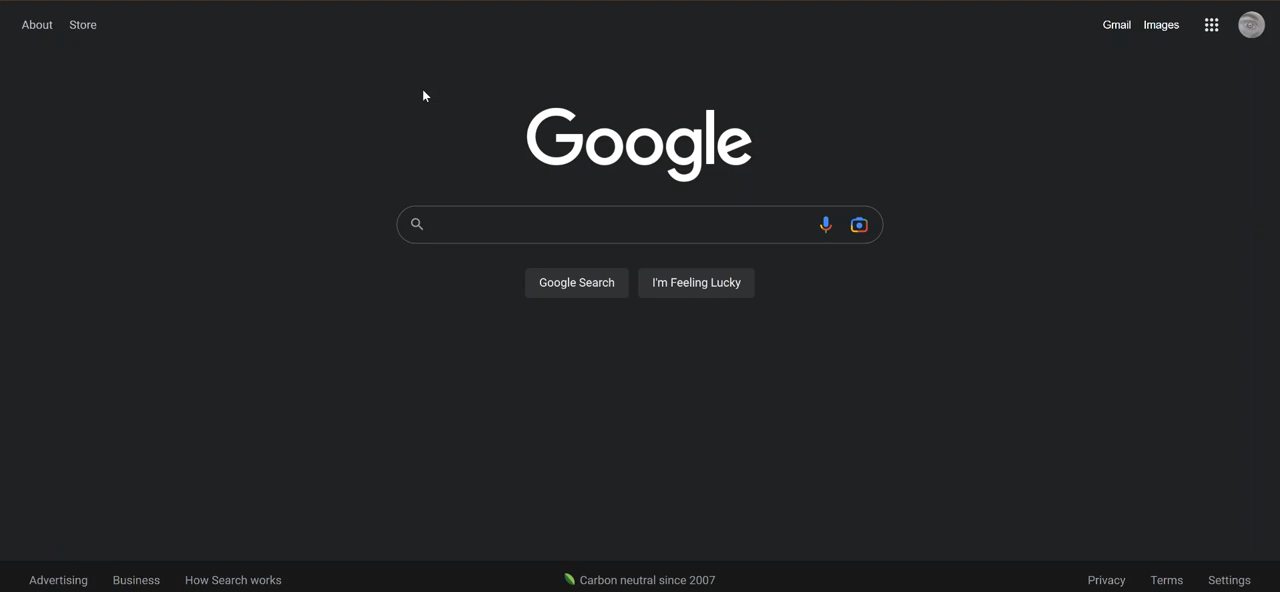 About Store
Gmail Images
Google
Google Search I'm Feeling Lucky
Advertising Business How Search works Carbon neutral since 2007 Privacy Terms Settings